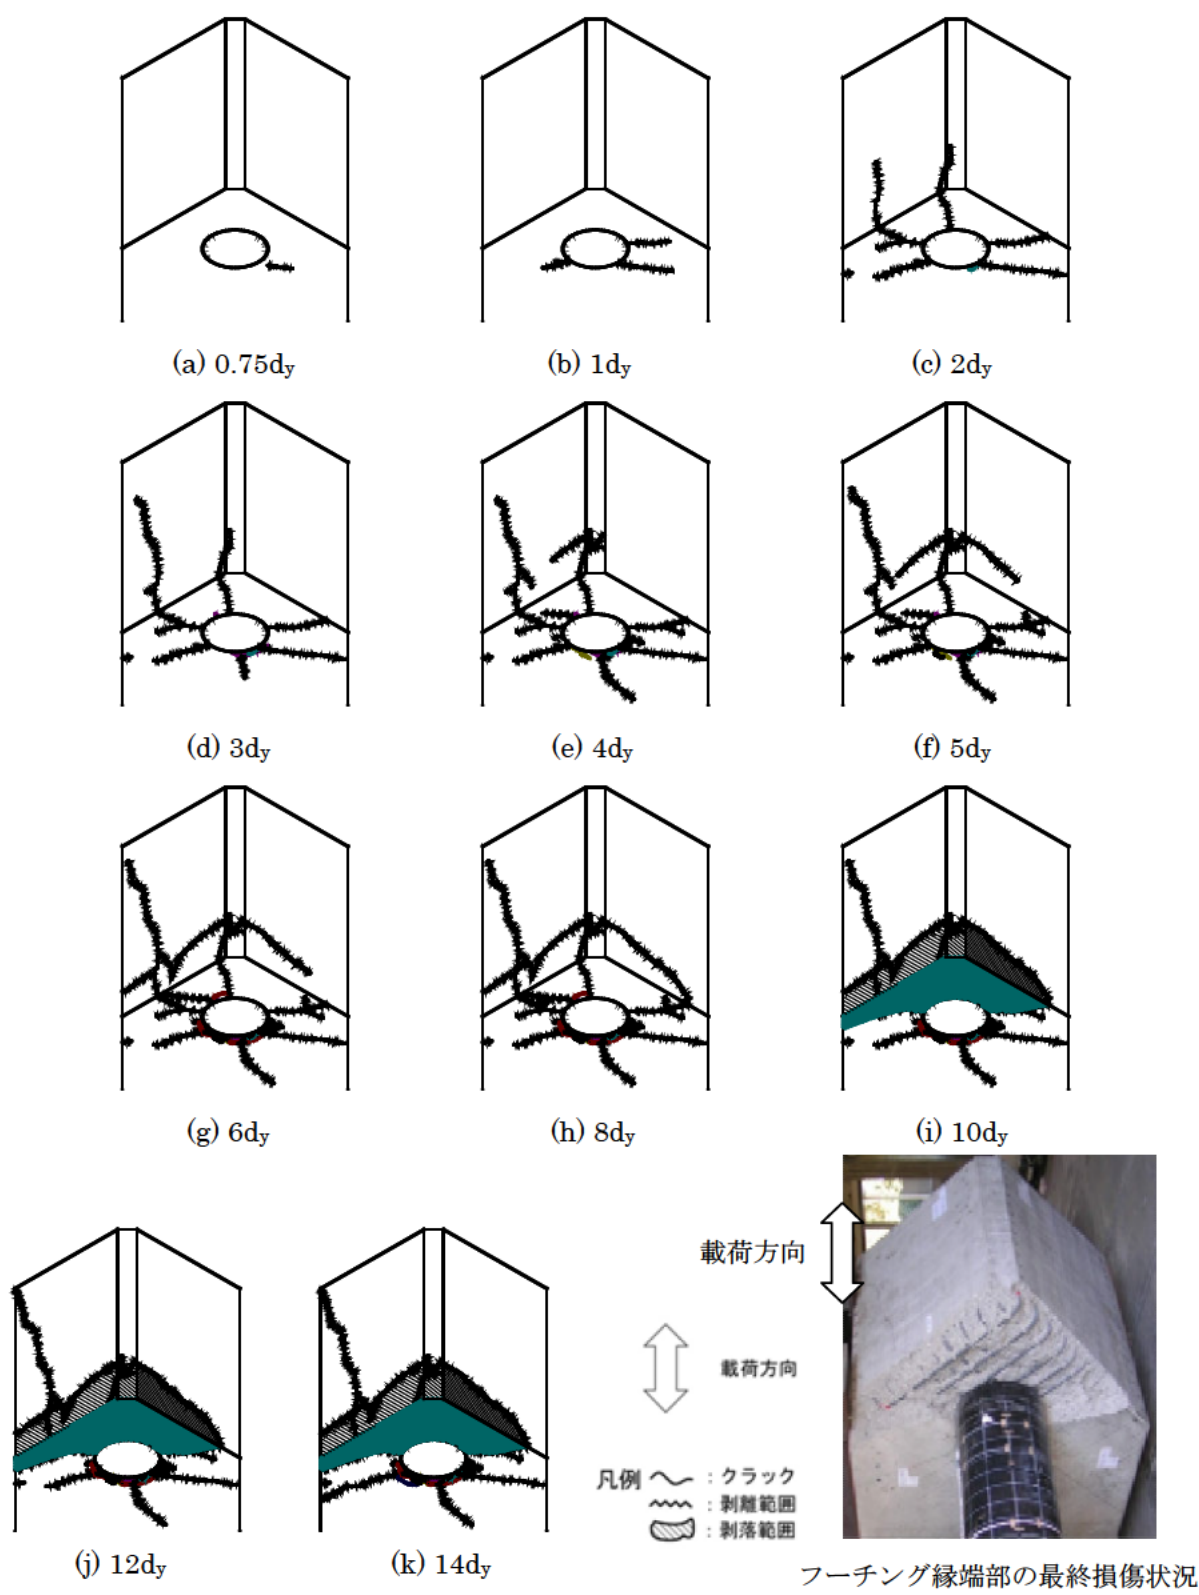 (a) 0.75dy
(b) 1dy
(c) 2dy
(d) 3dy
(e) 4dy
(f) 5dy
(g) 6dy
(h) 8dy
(i) 10dy
載荷方向
載荷方向
凡例 : クラック
: 剥離範囲
: 剥落範囲
(j) 12dy
(k) 14dy
フーチング縁端部の最終損傷状況